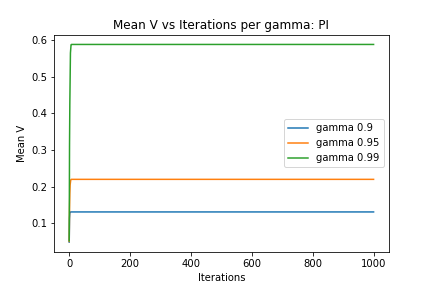 Mean V vs Iterations per gamma: PI
Mean V
0.6
0.5
0.4
0.3
0.2
0.1
gamma 0.9
gamma 0.95
gamma 0.99
0 200 400 600 800 1000
Iterations